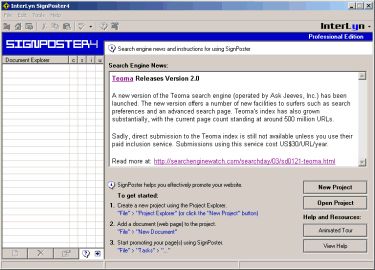 InterLyn SignPoster4
File Edit Tools Help
InterLyn
Professional Edition
SIGNPOSTER4
Document Explorer c s i u
Search engine news and instructions for using SignPoster.
Search Engine News:
Teoma Releases Version 2.0
A new version of the Teoma search engine (operated by Ask Jeeves, Inc.) has been
launched. The new version offers a number of new facilities to surfers such as search
preferences and an advanced search page. Teoma's index has also grown
substantially, with the current page count standing at around 500 million URLs.
Sadly, direct submission to the Teoma index is still not available unless you use their
paid inclusion service. Submissions using this service cost US$30/URL/year.
Read more at: http://searchenginewatch.com/searchday/03/sd0121-teoma.html
SignPoster helps you effectively promote your website.
To get started:
1. Create a new project using the Project Explorer:
"File" > "Project Explorer" (or click the "New Project" button)
2. Add a document (web page) to the project.
"File" > "New Document"
3. Start promoting your page(s) using SignPoster.
"File" > "Tasks" > "..."
New Project
Open Project
Help and Resources:
Animated Tour
View Help